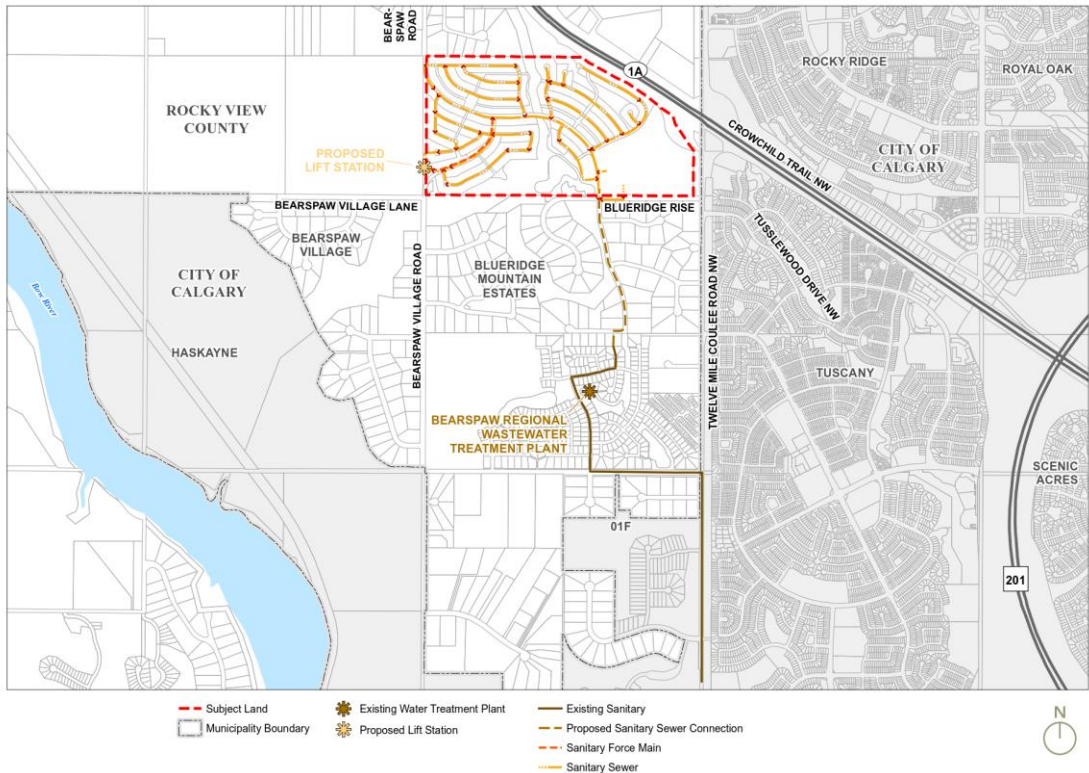 BEAR-
SPAW
ROAD
1A
ROCKY RIDGE
ROYAL OAK
ROCKY VIEW
COUNTY
CITY OF
CALGARY
CROWCHILD TRAIL NW
PROPOSED
LIFT STATION
BEARSPAW VILLAGE LANE
BLUERIDGE RISE
BEARSPAW
VILLAGE
BLUERIDGE
MOUNTAIN
ESTATES
TUSSLEWOOD DRIVE NW
CITY OF
CALGARY
Bow River
HASKAYNE
BEARSPAW VILLAGE ROAD
TWELVE MILE COULEE ROAD NW
TUSCANY
BEARSPAW REGIONAL
WASTEWATER
TREATMENT PLANT
SCENIC
ACRES
01F
201
Subject Land
Municipality Boundary
Existing Water Treatment Plant
Proposed Lift Station
Existing Sanitary
Proposed Sanitary Sewer Connection
Sanitary Force Main
Sanitary Sewer
N